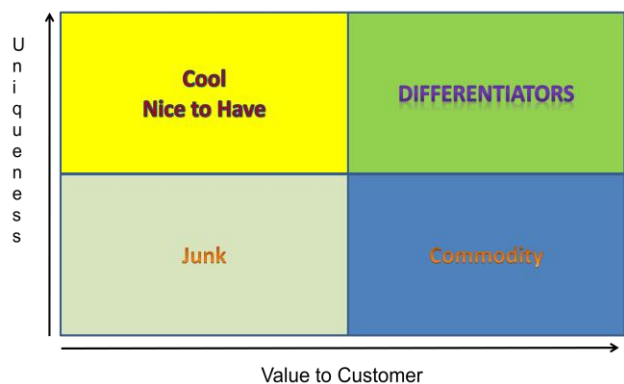 Uniqueness
Cool
Nice to Have
DIFFERENTIATORS
Junk
Commodity
Value to Customer